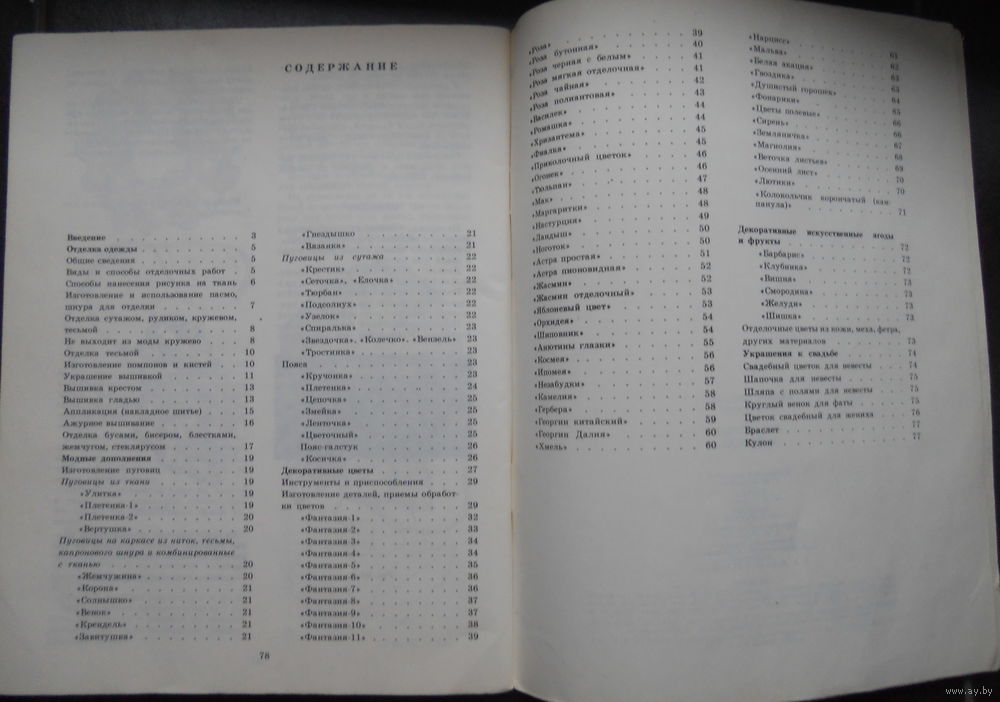 СОДЕРЖАНИЕ
Введение 3
Отделка одежды 5
Общие сведения 5
Виды и способы отделочных работ 5
Способы нанесения рисунка на ткань 6
Изготовление и использование пасмо,
шнура для отделки 7
Отделка сутажом, руликом, кружевом,
тесьмой 8
Не выходит из моды кружево 8
Отделка тесьмой 10
Изготовление помпонов и кистей 10
Украшение вышивкой 11
Вышивка крестом 13
Вышивка гладью 13
Аппликация (накладное шитье) 15
Ажурное вышивание 16
Отделка бусами, бисером, блестками,
жемчугом, стеклярусом 17
Модные дополнения 19
Изготовление пуговиц 19
Пуговицы из ткани 19
«Улитка» 19
«Плетенка-1» 19
«Плетенка-2» 20
«Вертушка» 20
Пуговицы на каркасе из ниток, тесьмы,
капронового шнура и комбинированные
с тканью 20
«Жемчужина» 20
«Корона» 21
«Солнышко» 21
«Венок» 21
«Крендель» 21
«Завитушка» 21
«Гнездышко 21
«Вязанка» 21
Пуговицы из сутажа 22
«Крестик» 22
«Сеточка», «Елочка» 22
«Тюрбан» 22
«Подсолнух» 22
«Узелок» 22
«Спиралька» 23
«Звездочка», «Колечко», «Вензель» 23
«Тростинка» 23
Пояса 23
«Кручонка» 23
«Плетенка» 24
«Цепочка» 25
«Змейка» 25
«Ленточка» 25
«Цветочный» 25
Пояс-галстук 26
«Косичка» 26
Декоративные цветы 27
Инструменты и приспособления 29
Изготовление деталей, приемы обработ-
ки цветов 29
«Фантазия-1» 32
«Фантазия-2» 33
«Фантазия-3» 34
«Фантазия-4» 34
«Фантазия-5» 35
«Фантазия-6» 36
«Фантазия-7» 36
«Фантазия-8» 37
«Фантазия-9» 37
«Фантазия-10» 38
«Фантазия-11» 39
78
«Роза» 39
«Роза бутонная» 40
«Роза черная с белым» 41
«Роза мягкая отделочная» 41
«Роза чайная» 42
«Роза полиантовая» 43
«Василек» 44
«Ромашка» 44
«Хризантема» 45
«Фиалка» 45
«Приколочный цветок» 46
«Огонек» 46
«Тюльпан» 47
«Мак» 48
«Маргаритки» 48
«Настурция» 49
«Ландыш» 50
«Ноготок» 50
«Астра простая» 51
«Астра пионовидная» 52
«Жасмин» 52
«Жасмин отделочный» 53
«Яблоневый цвет» 53
«Орхидея» 54
«Шиповник» 54
«Анютины глазки» 55
«Космея» 56
«Ипомея» 56
«Незабудки» 57
«Камелия» 58
«Гербера» 58
«Георгин китайский» 59
«Георгин Далия» 60
«Хмель» 60
«Нарцисс» 61
«Мальва» 62
«Белая акация» 63
«Гвоздика» 63
«Душистый горошек» 64
«Фонарики» 65
«Цветы полевые» 66
«Сирень» 66
«Земляничка» 67
«Магнолия» 68
«Веточка листьев» 69
«Осенний лист» 70
«Лютики» 70
«Колокольчик корончатый (кам-
панула)» 71
Декоративные искусственные ягоды
и фрукты 72
«Барбарис» 72
«Клубника» 72
«Вишня» 73
«Смородина» 73
«Желуди» 73
«Шишка» 73
Отделочные цветы из кожи, меха, фетра,
других материалов 73
Украшения к свадьбе 74
Свадебный цветок для невесты 74
Шапочка для невесты 75
Шляпа с полями для невесты 75
Круглый венок для фаты 75
Цветок свадебный для жениха 76
Браслет 77
Кулон 77
www.ay.by